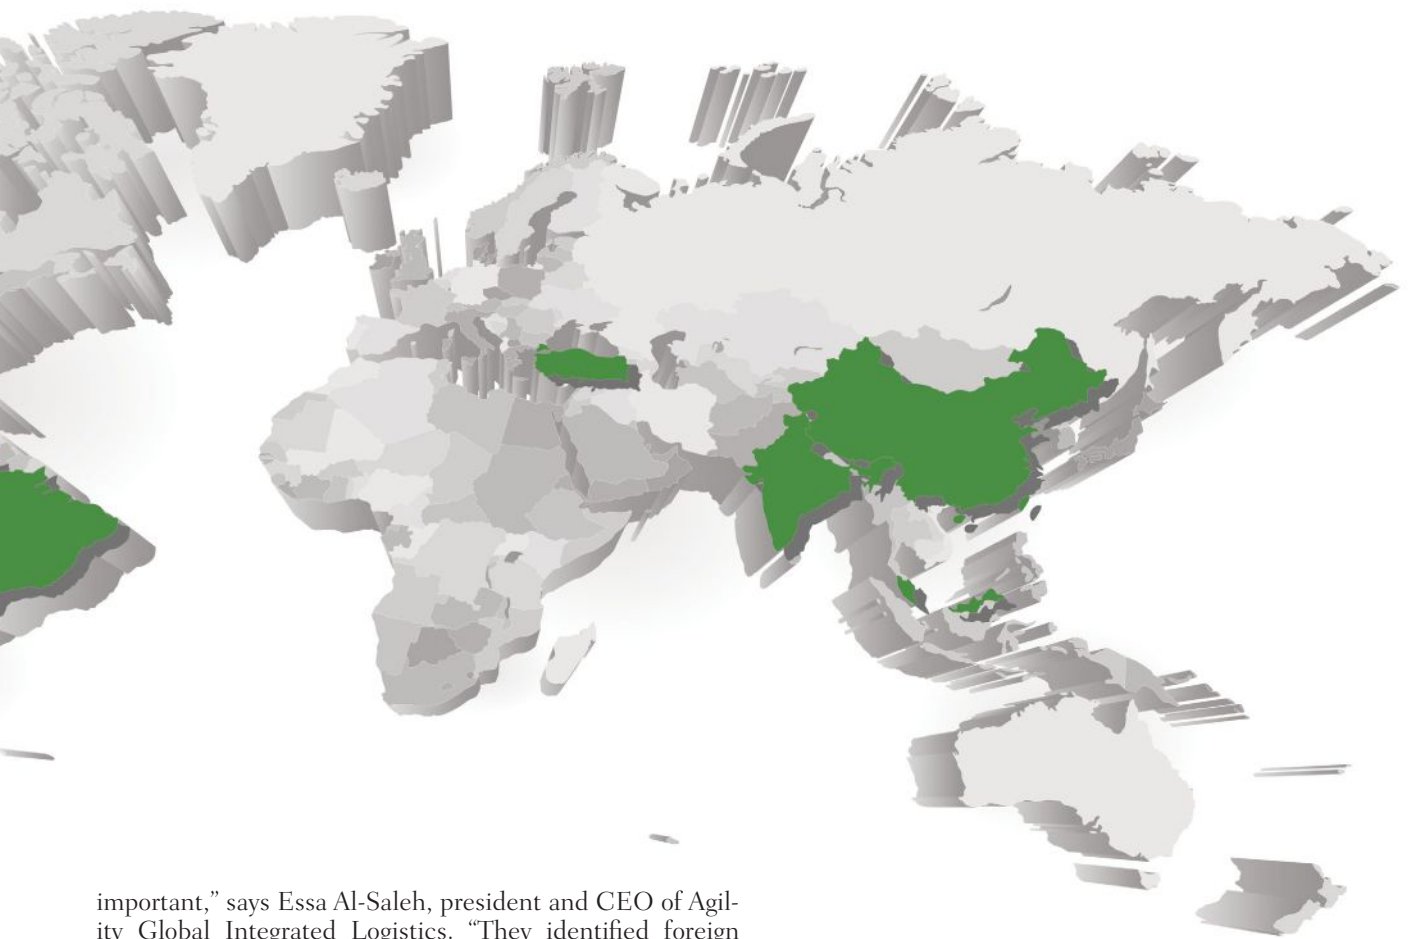 important,” says Essa Al-Saleh, president and CEO of Agil-
ity Global Integrated Logistics. “They identified foreign